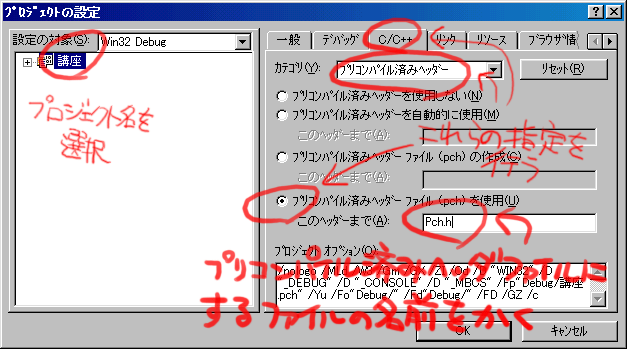 プロジェクトの設定
設定の対象(S):
Win32 Debug
講座
プロジェクト名を
選択
一般
デバッグ
C/C++
リンク
リソース
ブラウザ情
カテゴリ(Y):
プリコンパイル済みヘッダー
リセット(R)
プリコンパイル済みヘッダーを使用しない(N)
プリコンパイル済みヘッダーを自動的に使用(M)
このヘッダーまで(A):
プリコンパイル済みヘッダー ファイル (pch) の作成(C)
このヘッダーまで(A):
これらの指定を
行う
プリコンパイル済みヘッダー ファイル (pch) を使用(U)
このヘッダーまで(A):
Pch.h
プロジェクト オプション(O):
/nologo /MLd /W3 /Gm /GX /ZI /Od /D "WIN32" /D
"_DEBUG" /D "_CONSOLE" /D "_MBCS" /Fp"Debug/講座
.pch" /Yu /Fo"Debug/" /Fd"Debug/" /FD /GZ /c
プリコンパイル済みヘッダファイルに
するファイルの名前をかく
OK
キャンセル